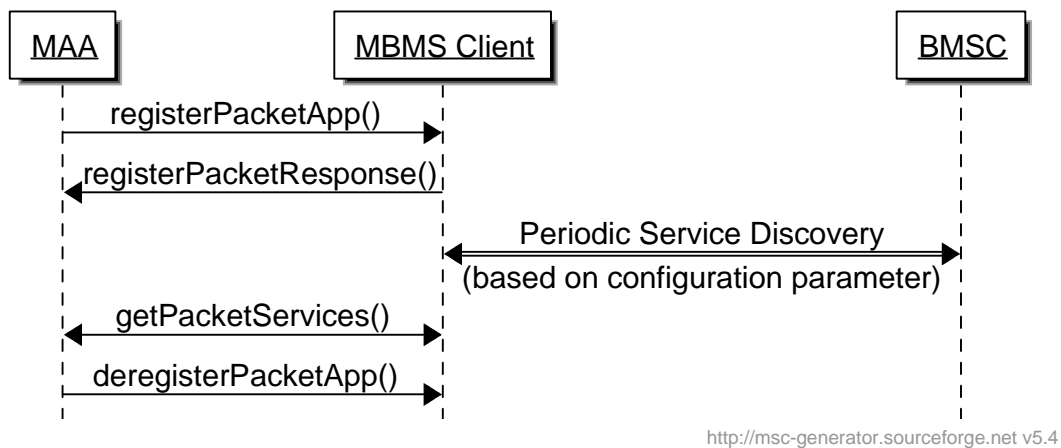 MAA
MBMS Client
BMSC
registerPacketApp()
registerPacketResponse()
Periodic Service Discovery
(based on configuration parameter)
getPacketServices()
deregisterPacketApp()
http://msc-generator.sourceforge.net v5.4